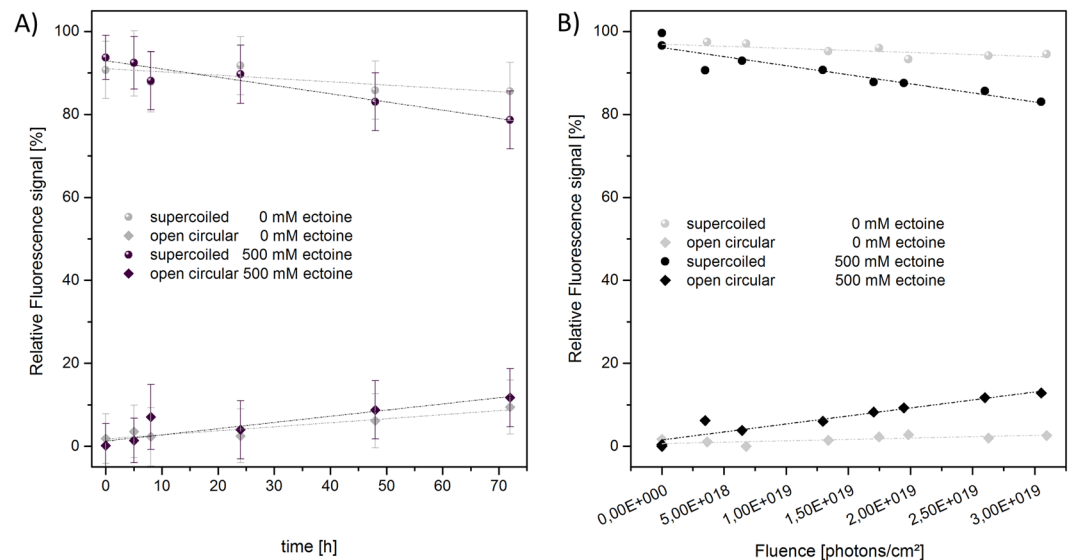 A)
Relative Fluorescence signal [%]
100
80
60
40
20
0
supercoiled 0 mM ectoine
open circular 0 mM ectoine
supercoiled 500 mM ectoine
open circular 500 mM ectoine
0 10 20 30 40 50 60 70
time [h]
B)
Relative Fluorescence signal [%]
100
80
60
40
20
0
supercoiled 0 mM ectoine
open circular 0 mM ectoine
supercoiled 500 mM ectoine
open circular 500 mM ectoine
0,00E+000 5,00E+018 1,00E+019 1,50E+019 2,00E+019 2,50E+019 3,00E+019
Fluence [photons/cm²]